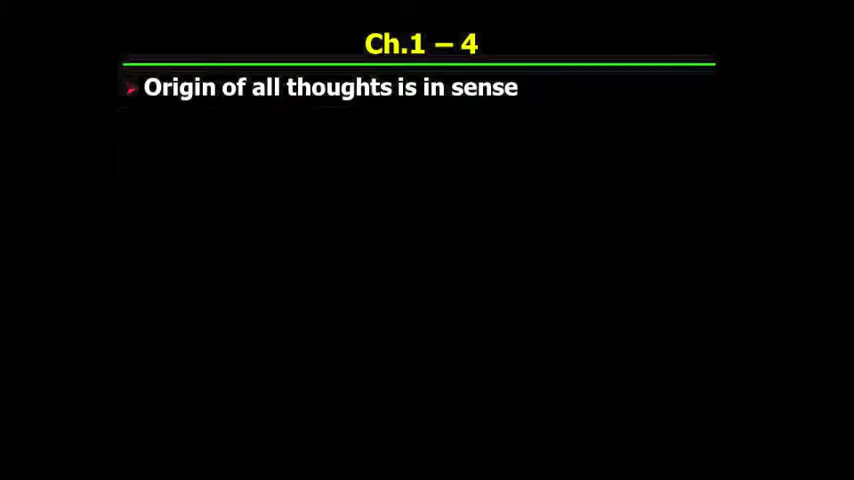 Ch.1 – 4
Origin of all thoughts is in sense